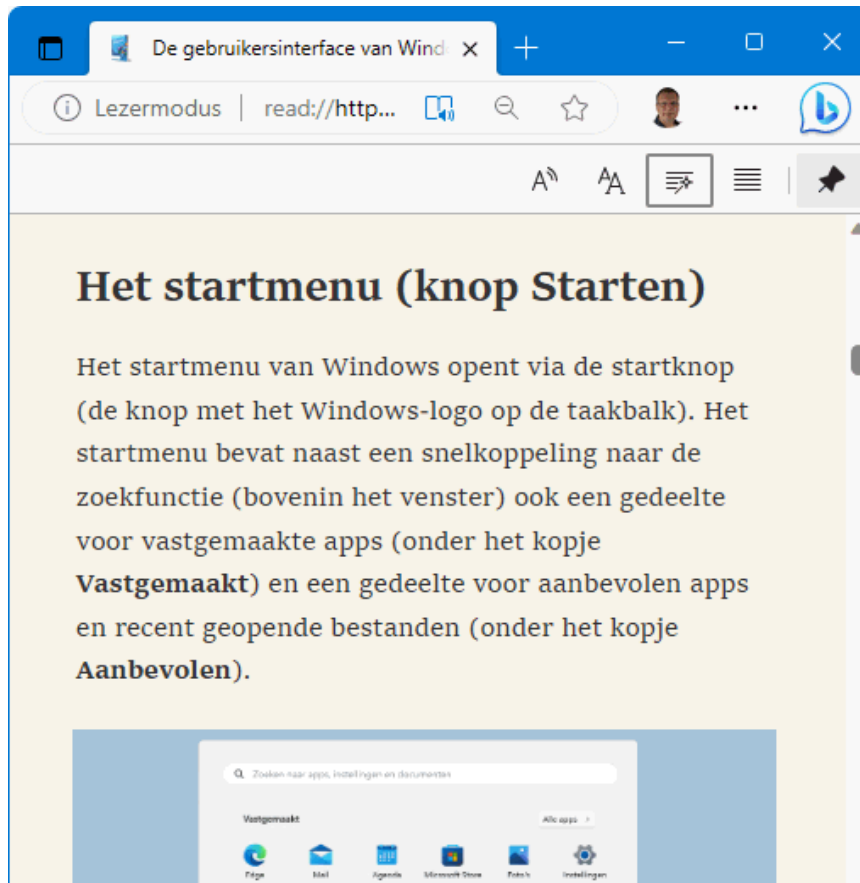 De gebruikersinterface van Wind
Lezermodus | read://http...
Het startmenu (knop Starten)
Het startmenu van Windows opent via de startknop
(de knop met het Windows-logo op de taakbalk). Het
startmenu bevat naast een snelkoppeling naar de
zoekfunctie (bovenin het venster) ook een gedeelte
voor vastgemaakte apps (onder het kopje
Vastgemaakt) en een gedeelte voor aanbevolen apps
en recent geopende bestanden (onder het kopje
Aanbevolen).
Zoeken naar apps, instellingen en documenten
Vastgemaakt Alle apps >
Edge Mail Agenda Microsoft Store Foto's Instellingen